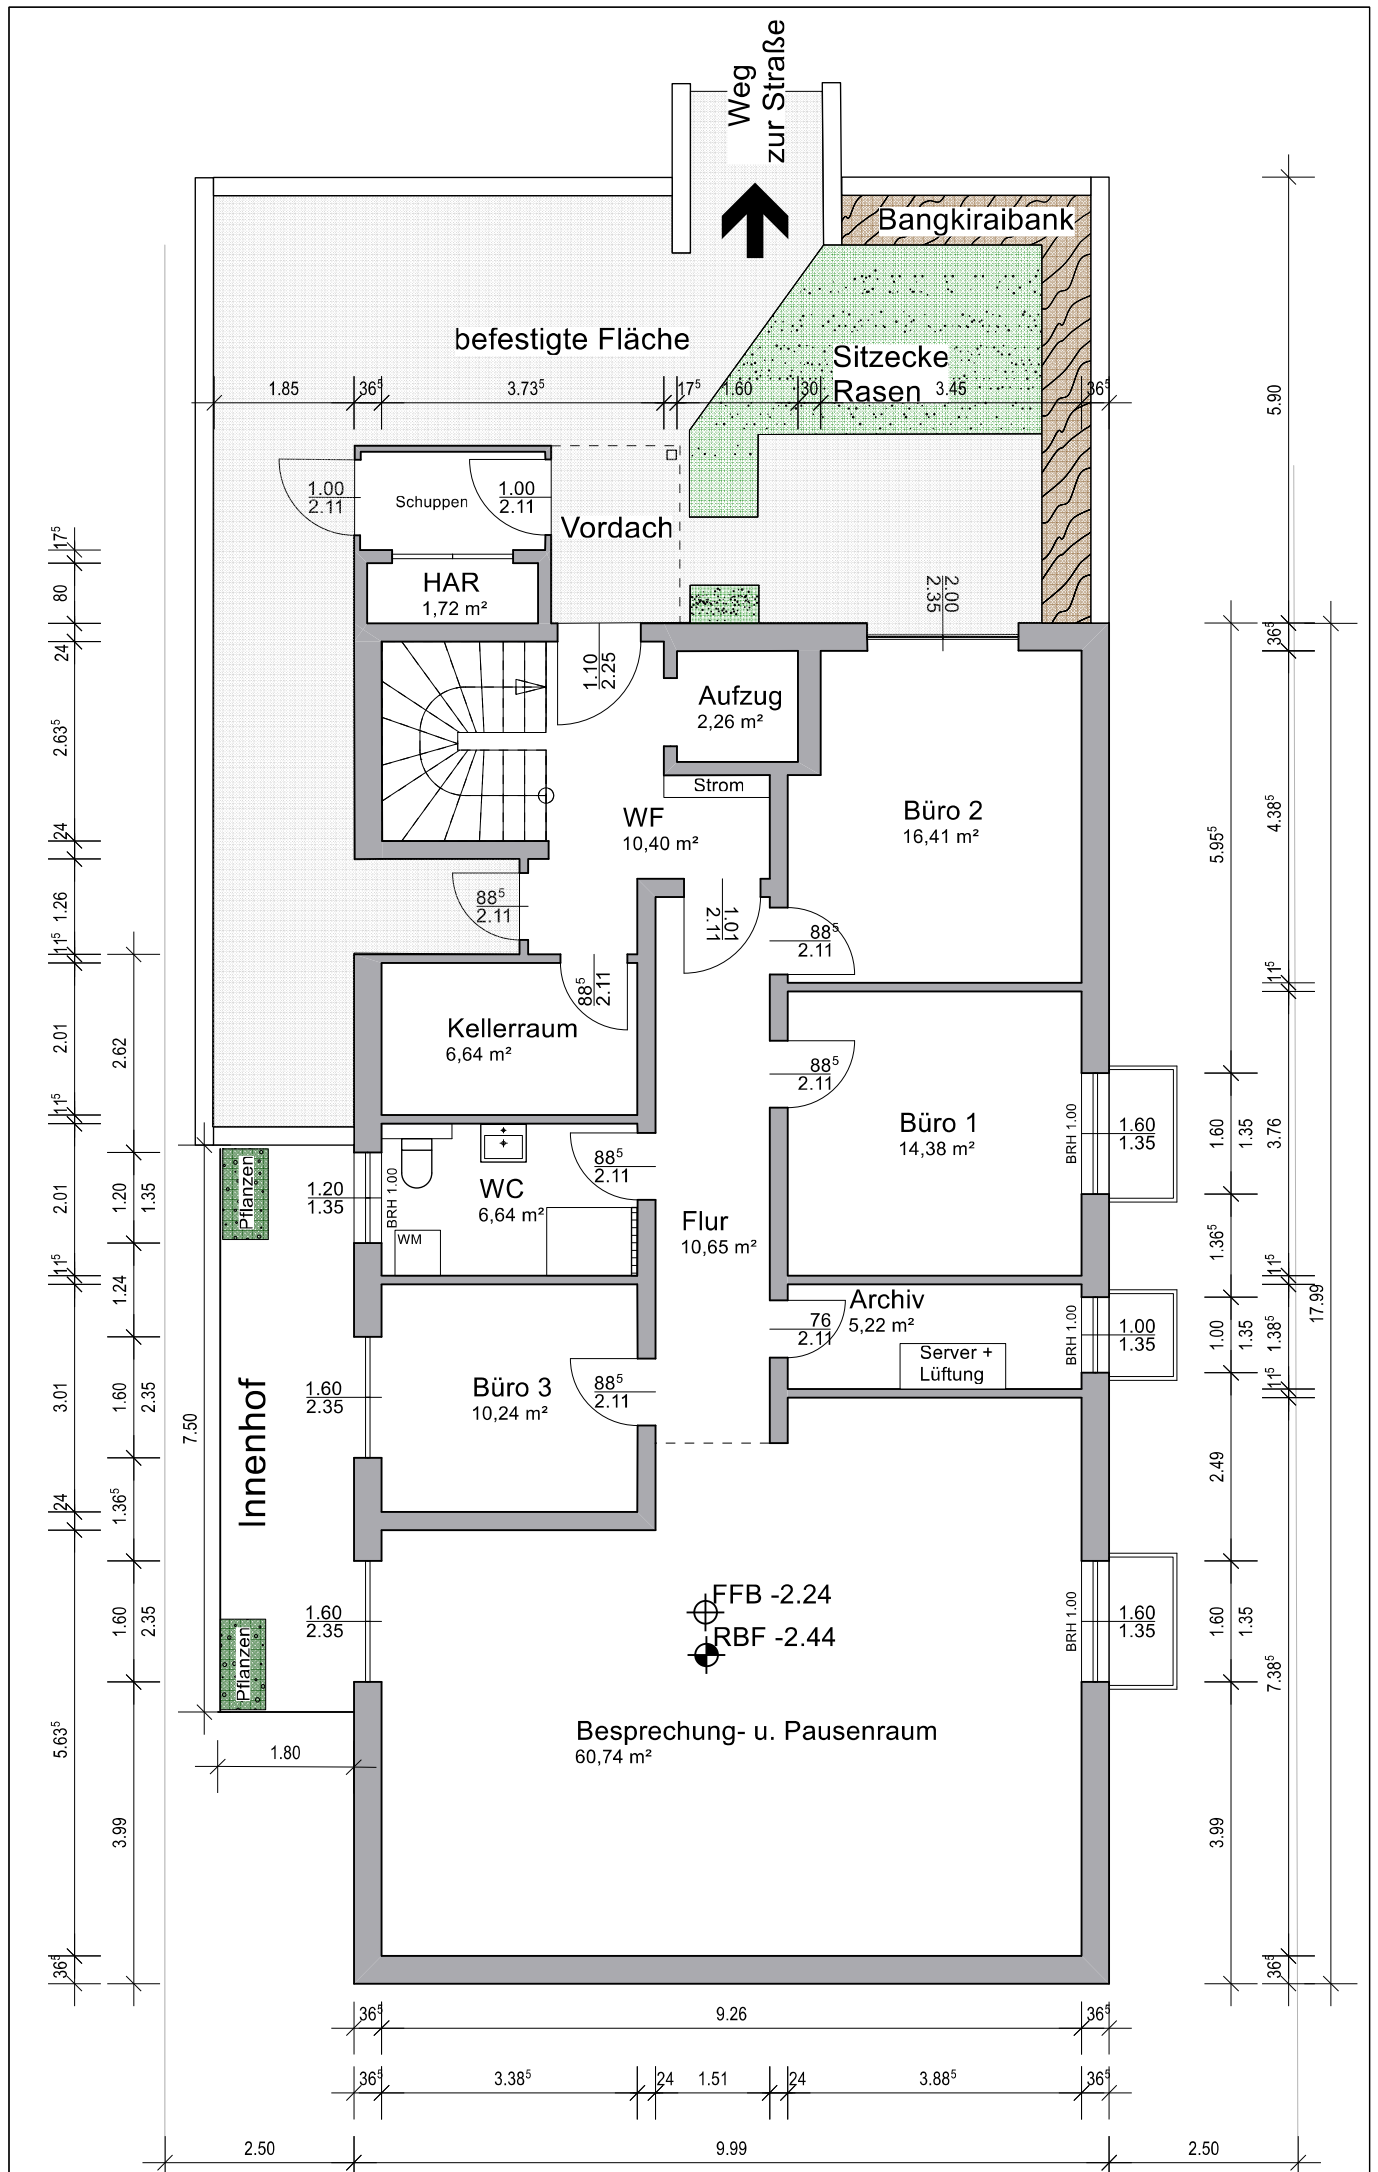 Weg
zur Straße
Bangkiraibank
befestigte Fläche
Sitzecke
Rasen
1.85
36⁵
3.73⁵
17⁵
1.60
30
3.45
36⁵
5.90
1.00
2.11
Schuppen
1.00
2.11
Vordach
HAR
1,72 m²
2.00
2.35
1.10
2.25
Aufzug
2,26 m²
Strom
WF
10,40 m²
Büro 2
16,41 m²
88⁵
2.11
1.01
2.11
88⁵
2.11
88⁵
2.11
Kellerraum
6,64 m²
88⁵
2.11
Büro 1
14,38 m²
BRH 1.00
1.60
1.35
Pflanzen
1.20
1.35
BRH 1.00
WC
6,64 m²
WM
88⁵
2.11
Flur
10,65 m²
Archiv
5,22 m²
76
2.11
Server +
Lüftung
BRH 1.00
1.00
1.35
Innenhof
1.60
2.35
Büro 3
10,24 m²
88⁵
2.11
FFB -2.24
RBF -2.44
1.60
2.35
BRH 1.00
1.60
1.35
Pflanzen
Besprechung- u. Pausenraum
60,74 m²
1.80
7.50
17⁵
80
24
2.63⁵
24
1.26
11⁵
2.01
11⁵
2.01
11⁵
3.01
24
5.63⁵
36⁵
2.62
1.20
1.35
1.24
1.60
2.35
1.36⁵
1.60
2.35
3.99
5.95⁵
1.60
1.35
1.36⁵
1.00
1.35
2.49
1.60
1.35
3.99
36⁵
4.38⁵
11⁵
3.76
11⁵
1.38⁵
11⁵
7.38⁵
36⁵
17.99
36⁵
9.26
36⁵
36⁵
3.38⁵
24
1.51
24
3.88⁵
36⁵
2.50
9.99
2.50